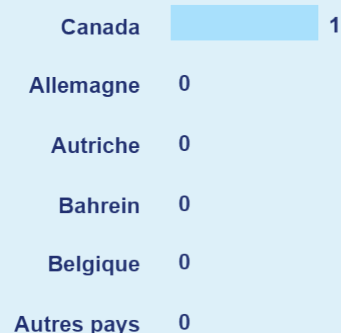 Canada 1
Allemagne 0
Autriche 0
Bahrein 0
Belgique 0
Autres pays 0